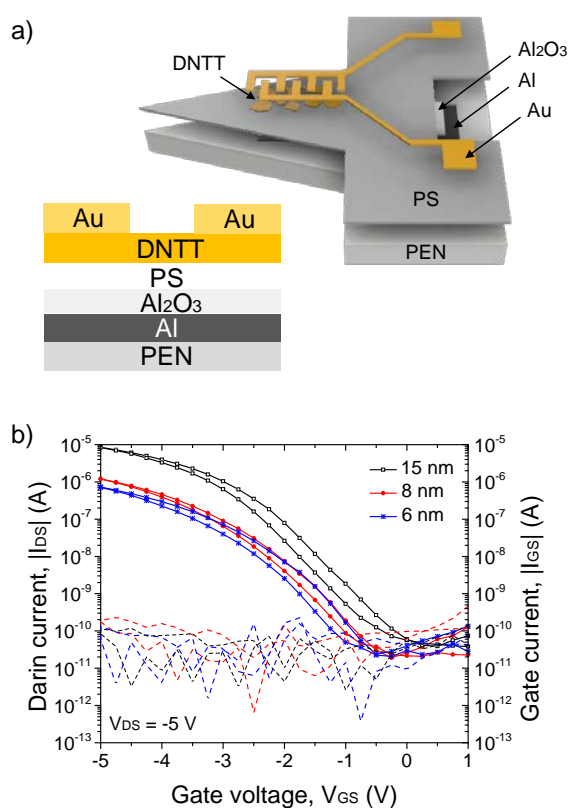 a)
DNTT
Al₂O₃
Al
Au
PS
PEN
Au Au
DNTT
PS
Al₂O₃
Al
PEN
b)
Darin current, |IDS| (A)
10⁻⁵
10⁻⁶
10⁻⁷
10⁻⁸
10⁻⁹
10⁻¹⁰
10⁻¹¹
10⁻¹²
10⁻¹³
15 nm
8 nm
6 nm
VDS = -5 V
10⁻⁵
10⁻⁶
10⁻⁷
10⁻⁸
10⁻⁹
10⁻¹⁰
10⁻¹¹
10⁻¹²
10⁻¹³
Gate current, |IGS| (A)
-5 -4 -3 -2 -1 0 1
Gate voltage, VGS (V)